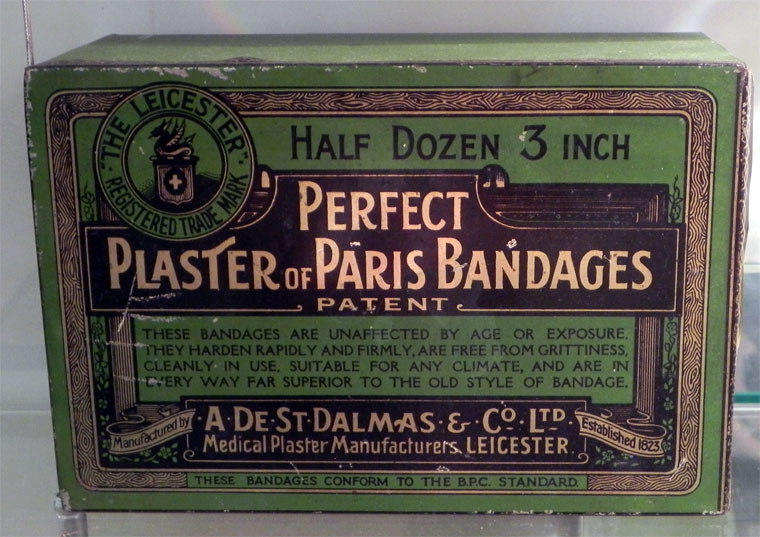 "THE LEICESTER"
REGISTERED TRADE MARK
HALF DOZEN 3 INCH
PERFECT
PLASTER OF PARIS BANDAGES
PATENT
THESE BANDAGES ARE UNAFFECTED BY AGE OR EXPOSURE.
THEY HARDEN RAPIDLY AND FIRMLY, ARE FREE FROM GRITTINESS,
CLEANLY IN USE, SUITABLE FOR ANY CLIMATE, AND ARE IN
EVERY WAY FAR SUPERIOR TO THE OLD STYLE OF BANDAGE.
Manufactured by
A·DE·ST·DALMAS·&·Co·LTD·
Medical Plaster Manufacturers. LEICESTER.
Established 1823
THESE BANDAGES CONFORM TO THE B.P.C. STANDARD.